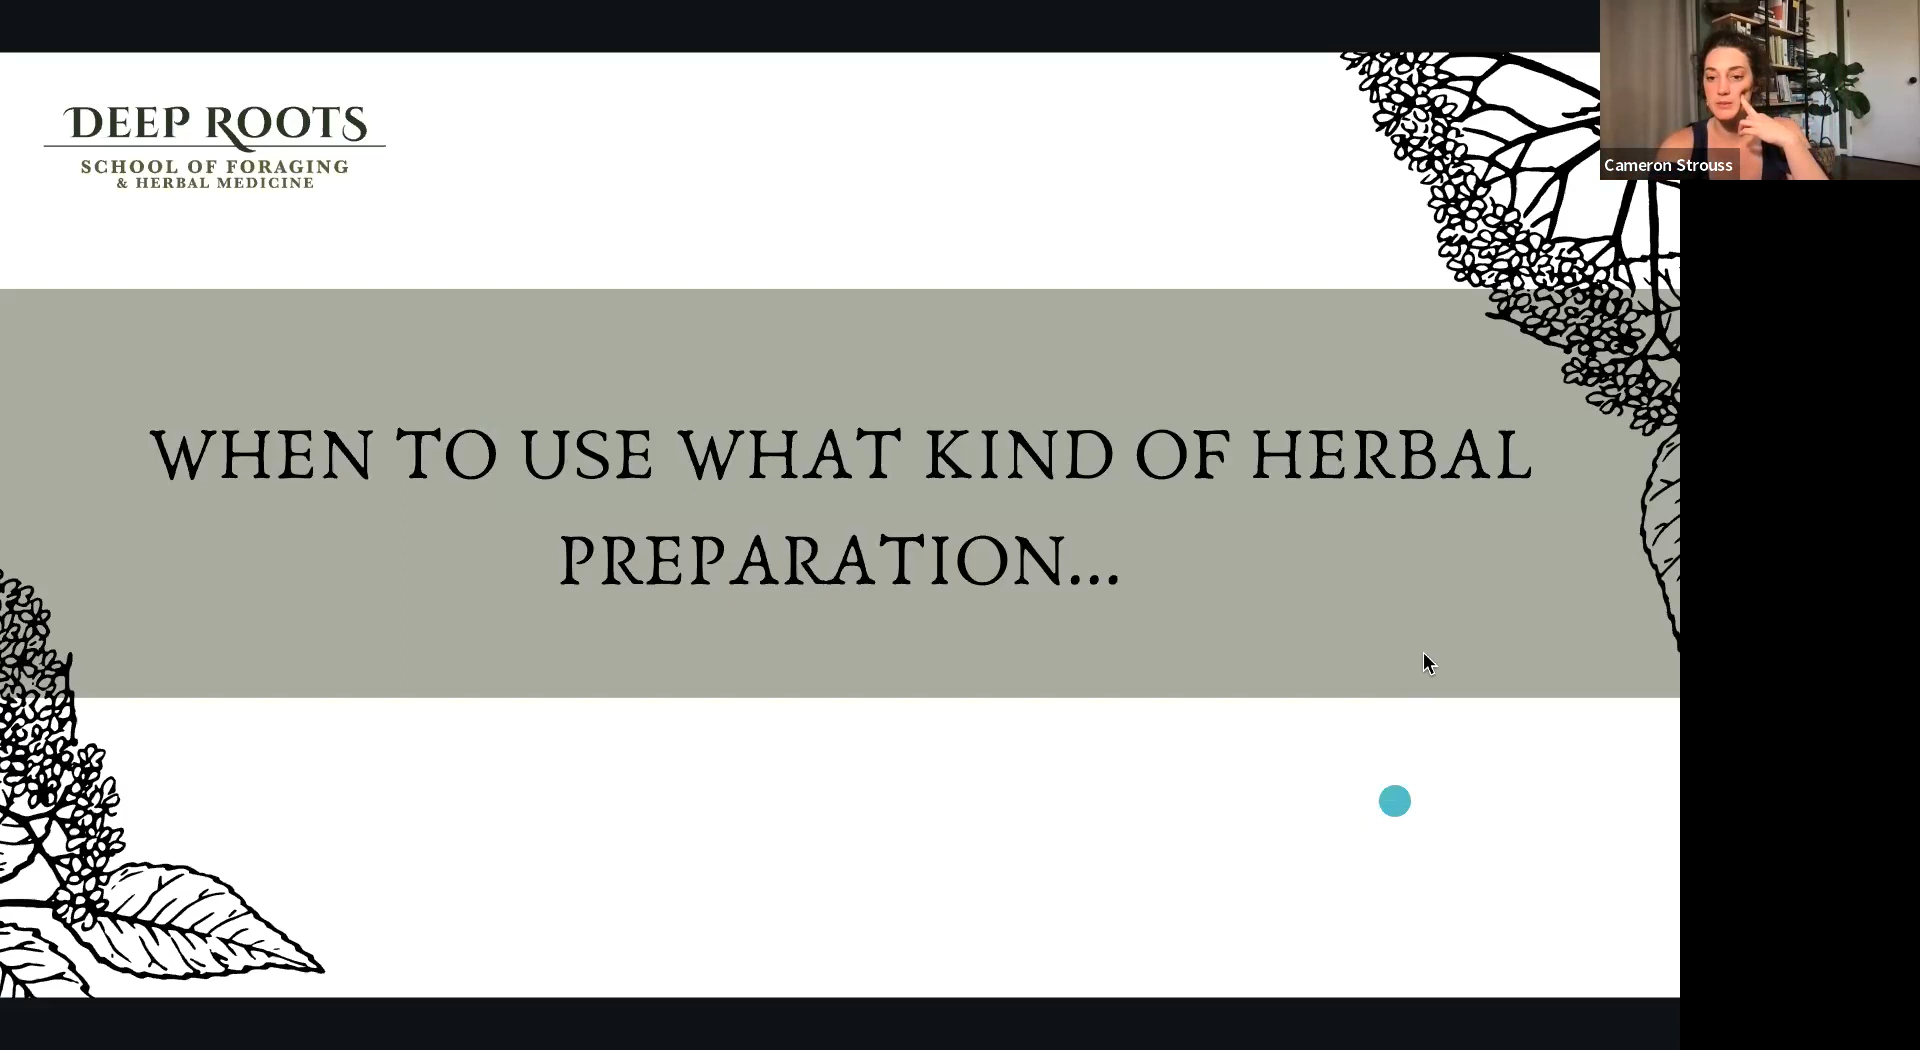 DEEP ROOTS
SCHOOL OF FORAGING
& HERBAL MEDICINE
Cameron Strouss
WHEN TO USE WHAT KIND OF HERBAL
PREPARATION...